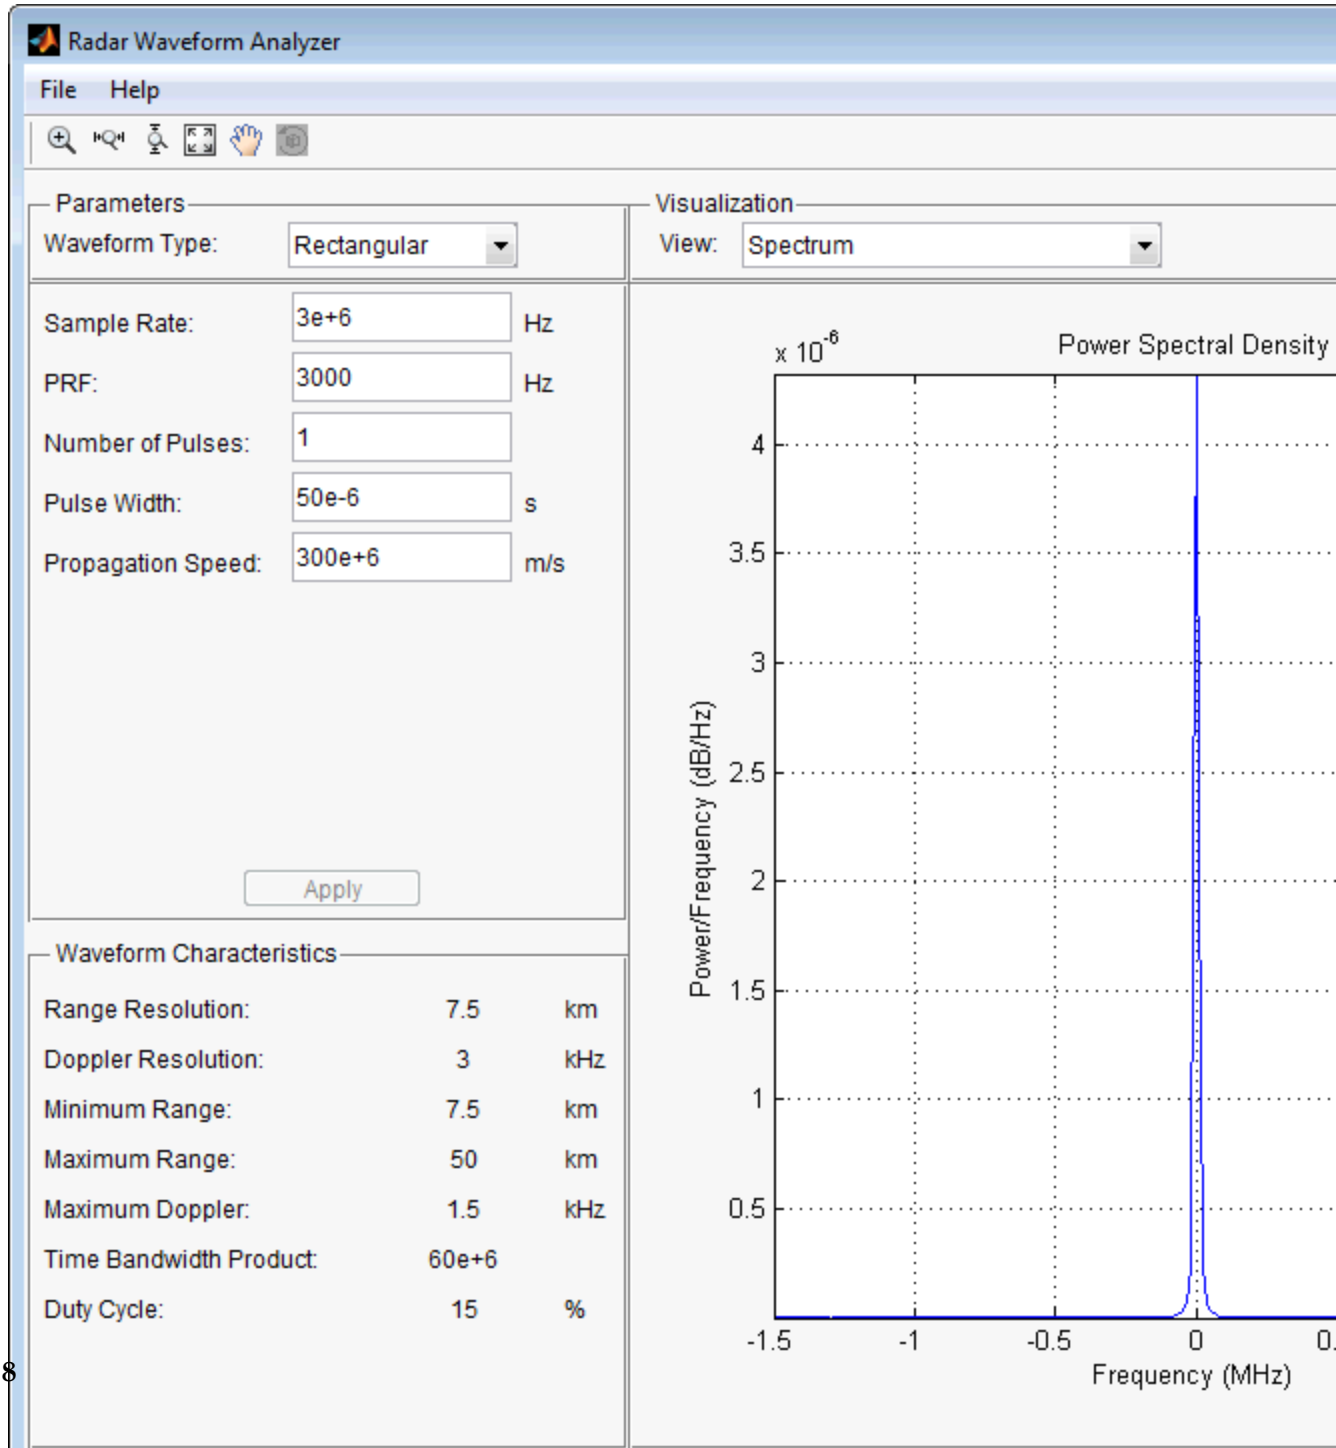 Radar Waveform Analyzer
File Help
Parameters
Waveform Type: Rectangular
Sample Rate: 3e+6 Hz
PRF: 3000 Hz
Number of Pulses: 1
Pulse Width: 50e-6 s
Propagation Speed: 300e+6 m/s
Apply
Waveform Characteristics
Range Resolution: 7.5 km
Doppler Resolution: 3 kHz
Minimum Range: 7.5 km
Maximum Range: 50 km
Maximum Doppler: 1.5 kHz
Time Bandwidth Product: 60e+6
Duty Cycle: 15 %
8
Visualization
View: Spectrum
x 10^-6
Power Spectral Density
Power/Frequency (dB/Hz)
4
3.5
3
2.5
2
1.5
1
0.5
-1.5 -1 -0.5 0 0.
Frequency (MHz)